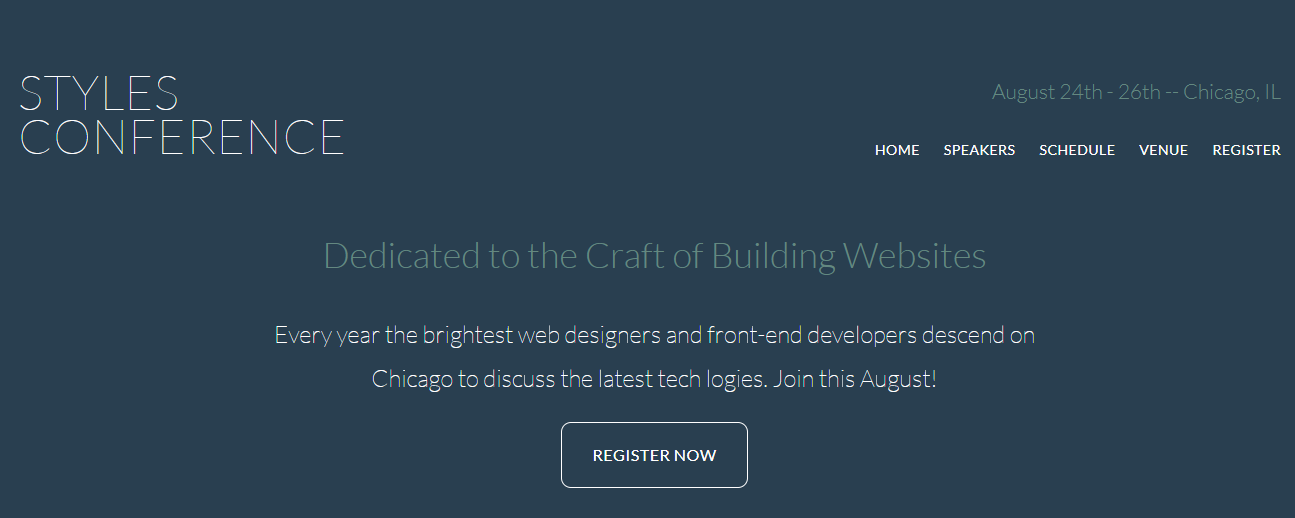 STYLES
CONFERENCE
August 24th - 26th -- Chicago, IL
HOME SPEAKERS SCHEDULE VENUE REGISTER
Dedicated to the Craft of Building Websites
Every year the brightest web designers and front-end developers descend on
Chicago to discuss the latest tech logies. Join this August!
REGISTER NOW